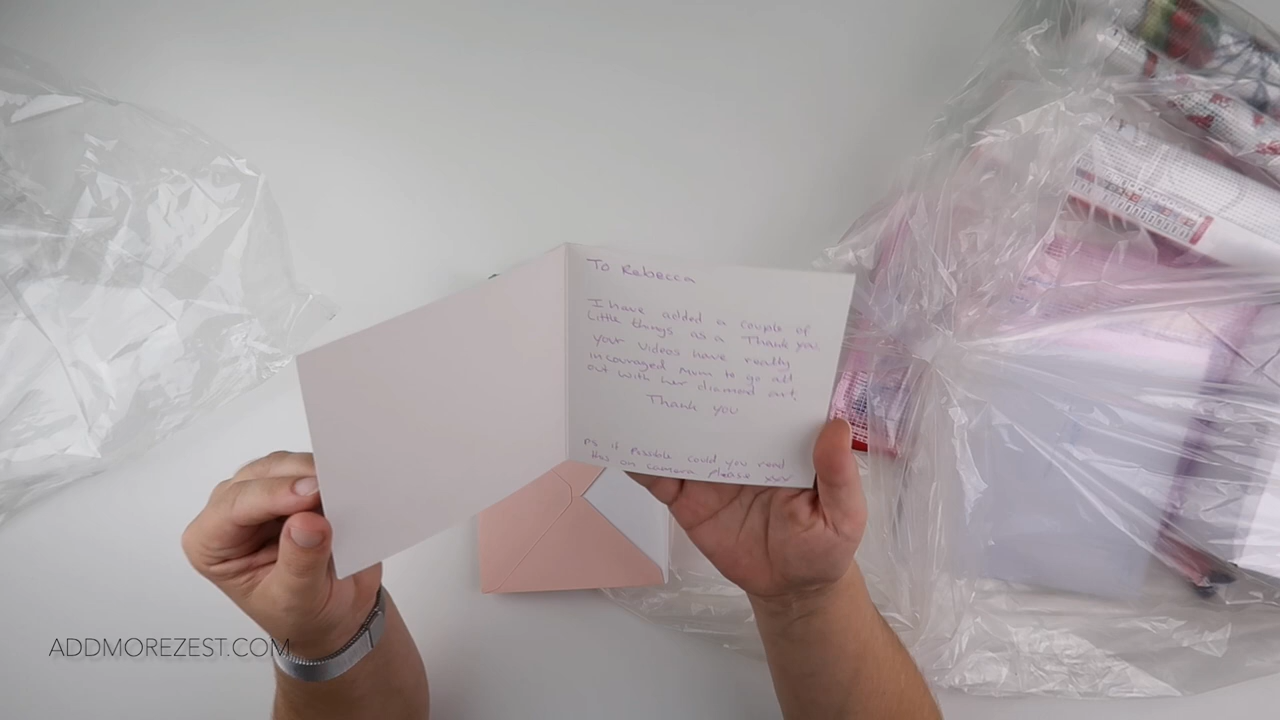 To Rebecca
I have added a couple of
Little things as a Thank you
your Videos have really
incouraged Mum to go all
out with her diamond art.
Thank you
Ps if Possible could you read
this on camera Please xxx
ADDMOREZEST.COM